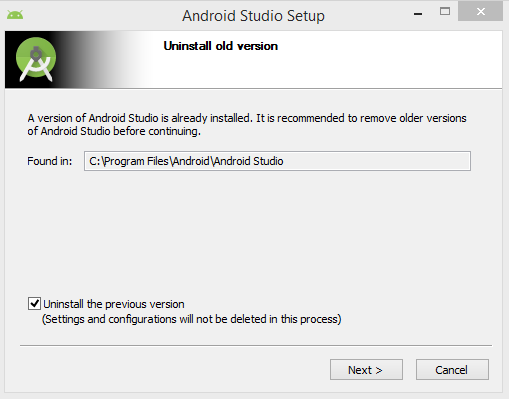 Android Studio Setup
Uninstall old version
A version of Android Studio is already installed. It is recommended to remove older versions
of Android Studio before continuing.
Found in: C:\Program Files\Android\Android Studio
Uninstall the previous version
(Settings and configurations will not be deleted in this process)
Next > Cancel